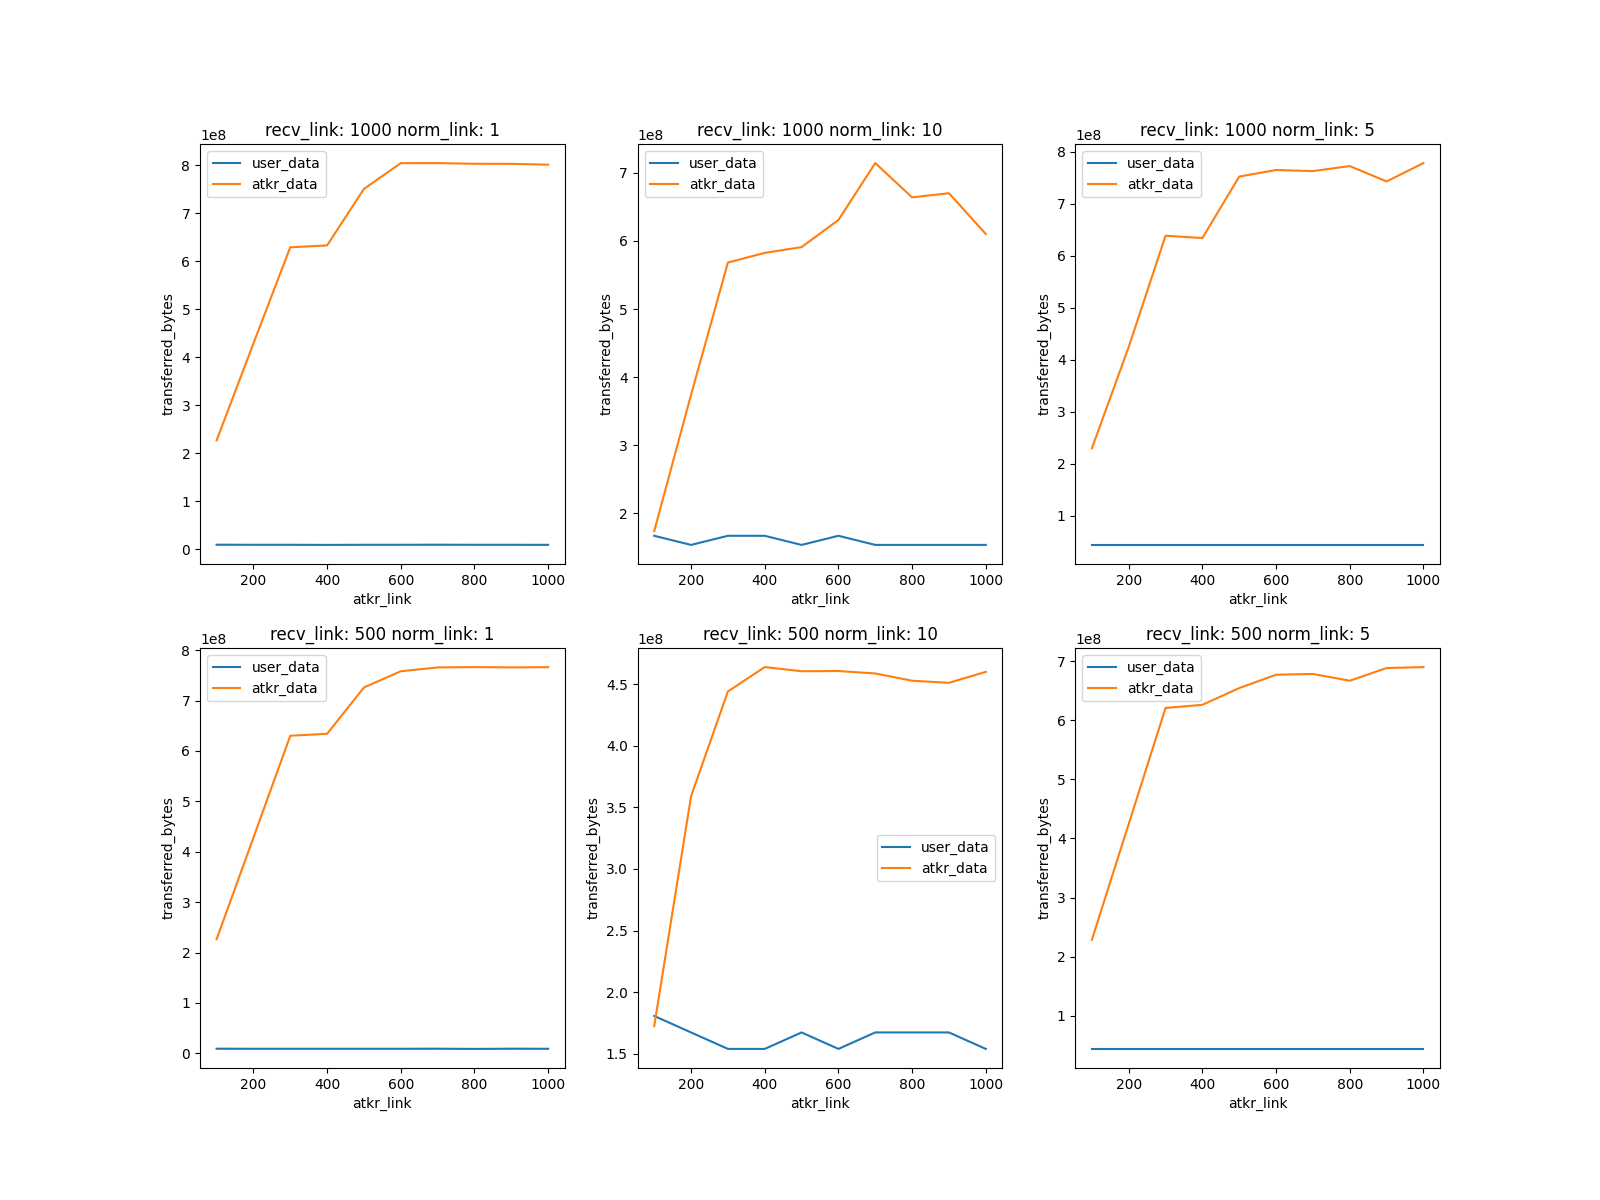 recv_link: 1000 norm_link: 1
1e8
user_data
atkr_data
8
7
6
5
4
3
2
1
0
transferred_bytes
200 400 600 800 1000
atkr_link
recv_link: 1000 norm_link: 10
1e8
user_data
atkr_data
7
6
5
4
3
2
transferred_bytes
200 400 600 800 1000
atkr_link
recv_link: 1000 norm_link: 5
1e8
user_data
atkr_data
8
7
6
5
4
3
2
1
transferred_bytes
200 400 600 800 1000
atkr_link
recv_link: 500 norm_link: 1
1e8
user_data
atkr_data
8
7
6
5
4
3
2
1
0
transferred_bytes
200 400 600 800 1000
atkr_link
recv_link: 500 norm_link: 10
1e8
4.5
4.0
3.5
3.0
2.5
2.0
1.5
user_data
atkr_data
transferred_bytes
200 400 600 800 1000
atkr_link
recv_link: 500 norm_link: 5
1e8
user_data
atkr_data
7
6
5
4
3
2
1
transferred_bytes
200 400 600 800 1000
atkr_link